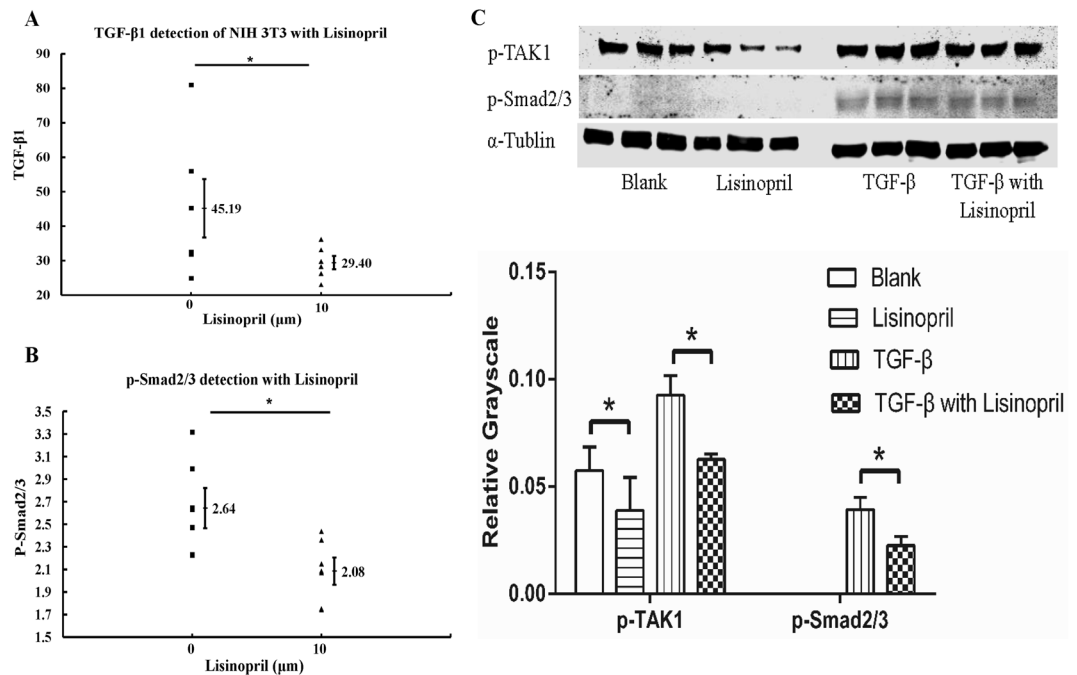 A
TGF-β1 detection of NIH 3T3 with Lisinopril
*
90
80
70
60
50
40
30
20
TGF-β1
45.19
29.40
0
10
Lisinopril (μm)
B
p-Smad2/3 detection with Lisinopril
*
3.5
3.3
3.1
2.9
2.7
2.5
2.3
2.1
1.9
1.7
1.5
P-Smad2/3
2.64
2.08
0
10
Lisinopril (μm)
C
p-TAK1
p-Smad2/3
α-Tublin
Blank
Lisinopril
TGF-β
TGF-β with
Lisinopril
0.15
0.10
0.05
0.00
Relative Grayscale
Blank
Lisinopril
TGF-β
TGF-β with Lisinopril
*
*
*
p-TAK1
p-Smad2/3